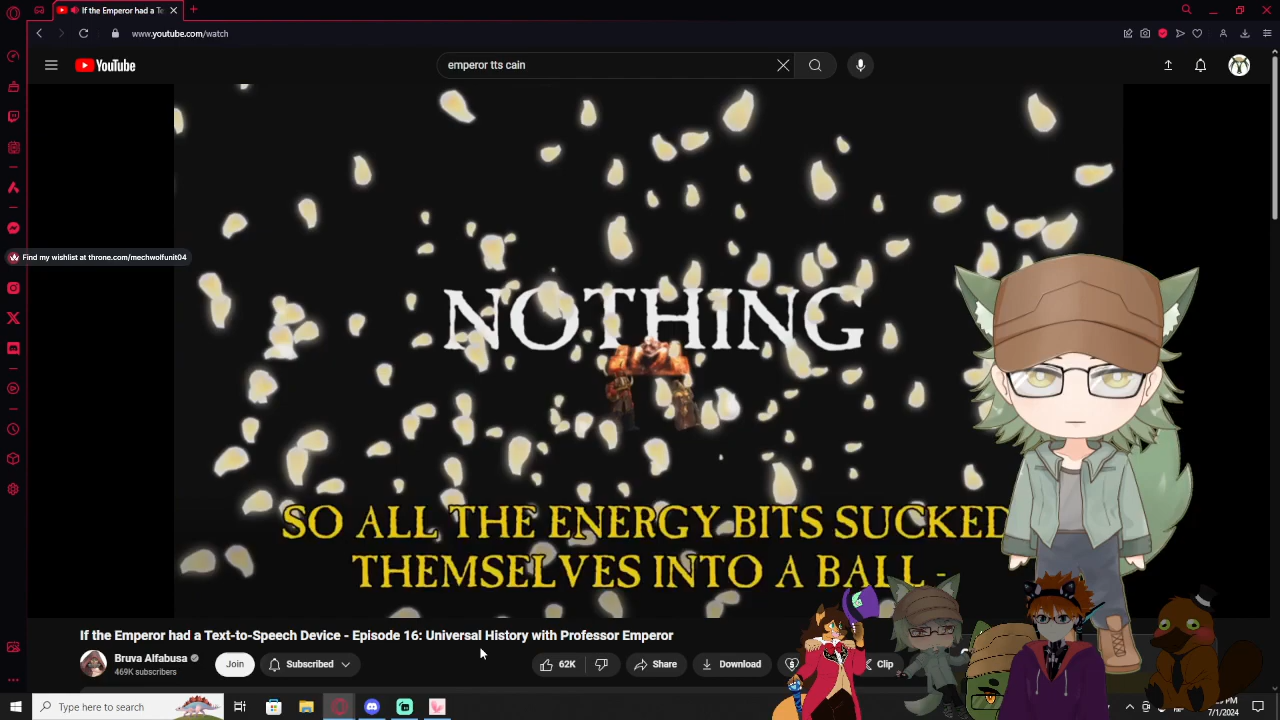 If the Emperor had a Te
www.youtube.com/watch
YouTube
emperor tts cain
Find my wishlist at throne.com/mechwolfunit04
NOTHING
SO ALL THE ENERGY BITS SUCKED
THEMSELVES INTO A BALL -
If the Emperor had a Text-to-Speech Device - Episode 16: Universal History with Professor Emperor
Bruva Alfabusa
469K subscribers
Join
Subscribed
62K
Share
Download
Clip
Type here to search
PM
7/1/2024